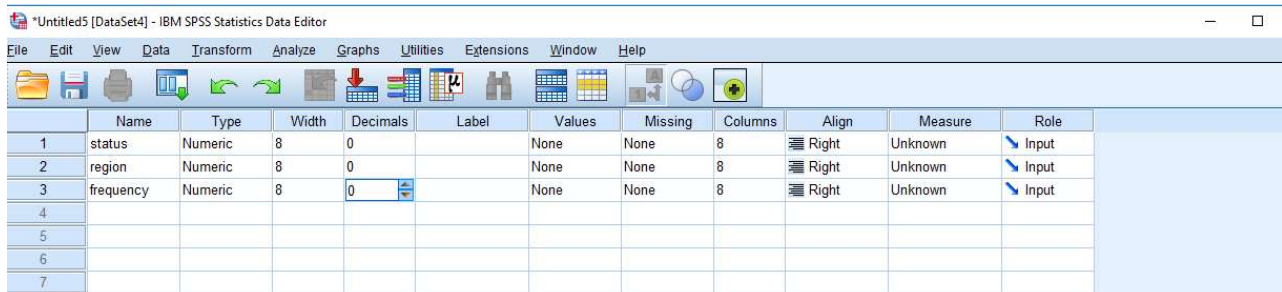 *Untitled5 [DataSet4] - IBM SPSS Statistics Data Editor
File Edit View Data Transform Analyze Graphs Utilities Extensions Window Help
Name Type Width Decimals Label Values Missing Columns Align Measure Role
1 status Numeric 8 0 None None 8 Right Unknown Input
2 region Numeric 8 0 None None 8 Right Unknown Input
3 frequency Numeric 8 0 None None 8 Right Unknown Input
4
5
6
7